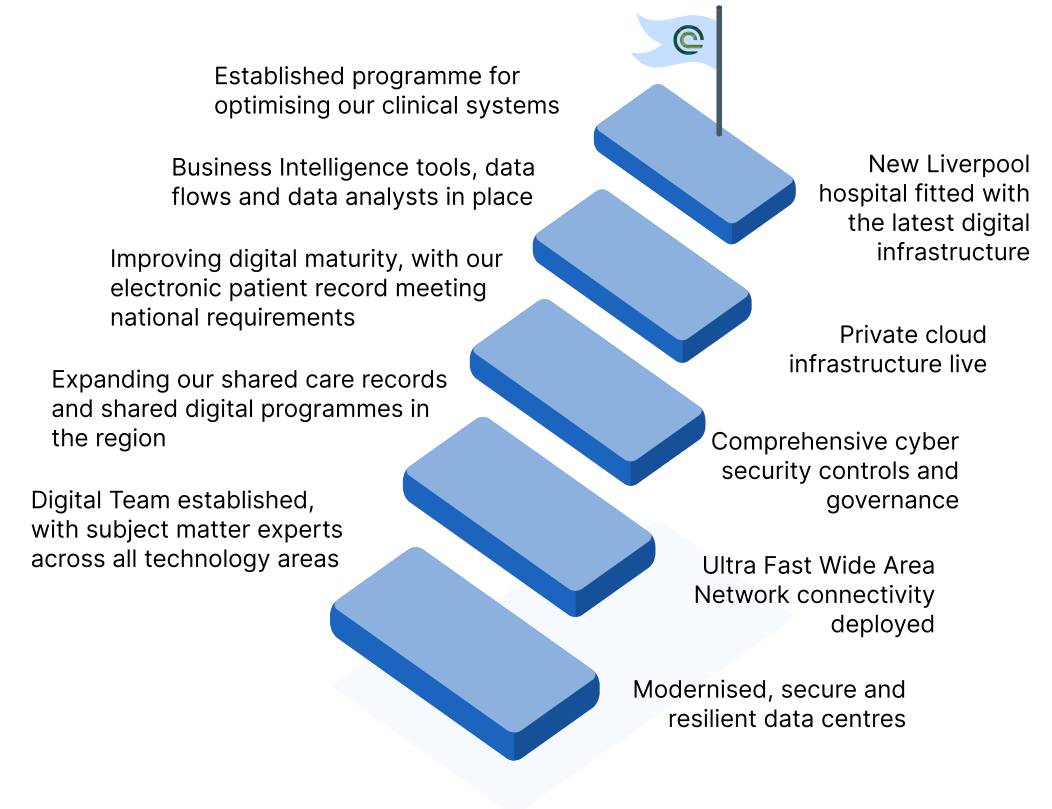 Established programme for
optimising our clinical systems
Business Intelligence tools, data
flows and data analysts in place
Improving digital maturity, with our
electronic patient record meeting
national requirements
Expanding our shared care records
and shared digital programmes in
the region
Digital Team established,
with subject matter experts
across all technology areas
New Liverpool
hospital fitted with
the latest digital
infrastructure
Private cloud
infrastructure live
Comprehensive cyber
security controls and
governance
Ultra Fast Wide Area
Network connectivity
deployed
Modernised, secure and
resilient data centres